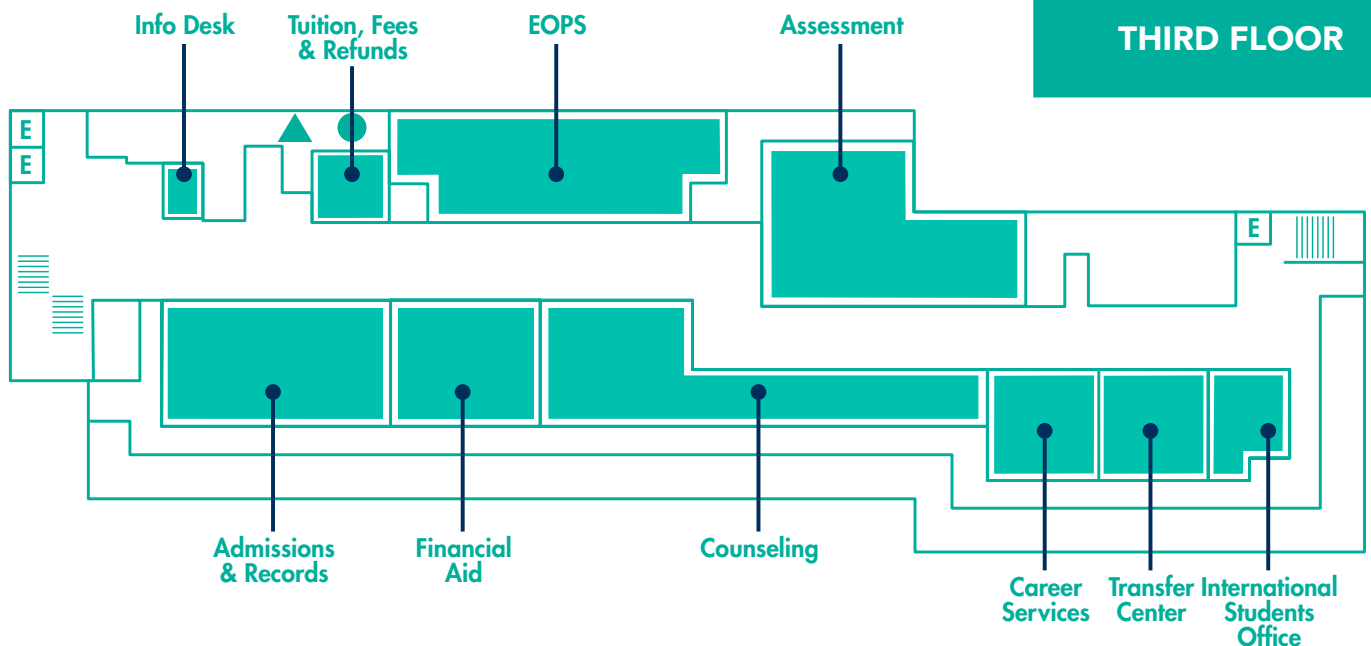 THIRD FLOOR
Info Desk
Tuition, Fees
& Refunds
EOPS
Assessment
E
E
E
Admissions
& Records
Financial
Aid
Counseling
Career
Services
Transfer
Center
International
Students
Office